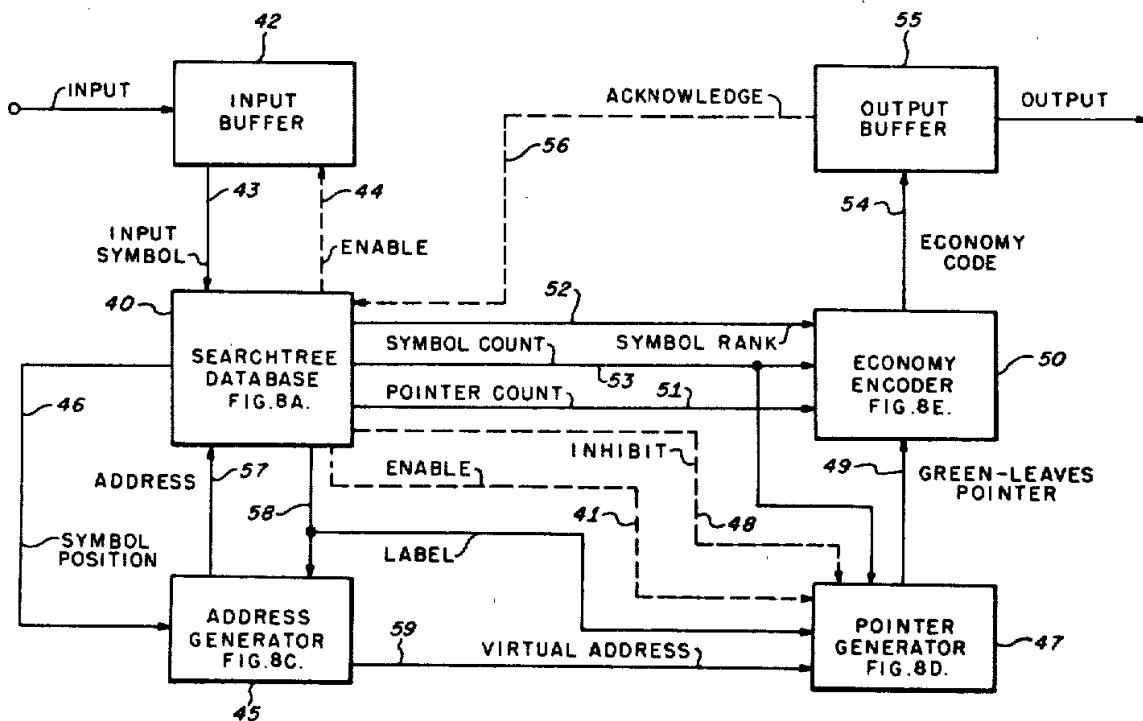 42
55
INPUT
INPUT
BUFFER
ACKNOWLEDGE
OUTPUT
BUFFER
OUTPUT
56
43
44
54
INPUT
SYMBOL
ENABLE
ECONOMY
CODE
40
52
SEARCHTREE
DATABASE
FIG.8A.
SYMBOL RANK
SYMBOL COUNT
53
ECONOMY
ENCODER
FIG.8E.
50
46
POINTER COUNT
51
INHIBIT
ADDRESS
57
ENABLE
49
GREEN-LEAVES
POINTER
58
41
48
SYMBOL
POSITION
LABEL
ADDRESS
GENERATOR
FIG.8C.
59
VIRTUAL ADDRESS
POINTER
GENERATOR
FIG.8D.
47
45